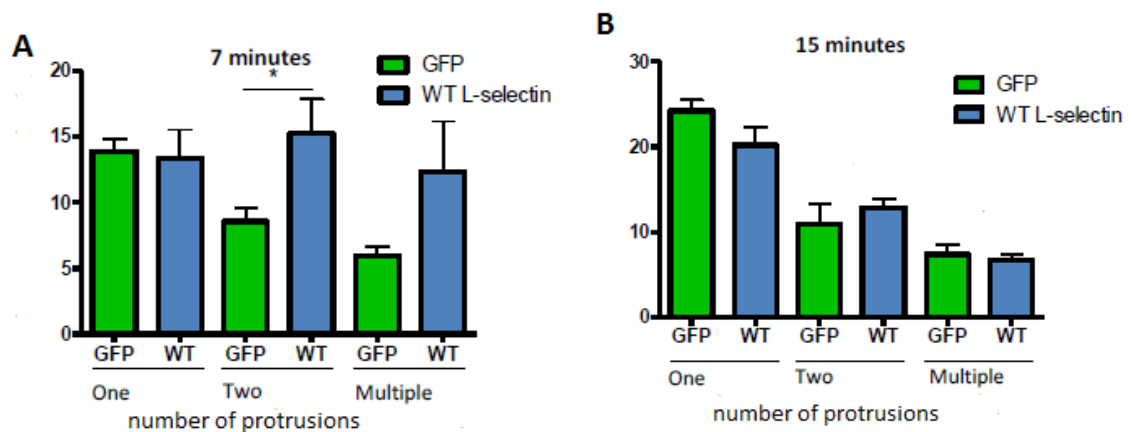 A
7 minutes
*
GFP
WT L-selectin
20
15
10
5
0
GFP WT GFP WT GFP WT
One Two Multiple
number of protrusions
B
15 minutes
GFP
WT L-selectin
30
20
10
0
GFP WT GFP WT GFP WT
One Two Multiple
number of protrusions